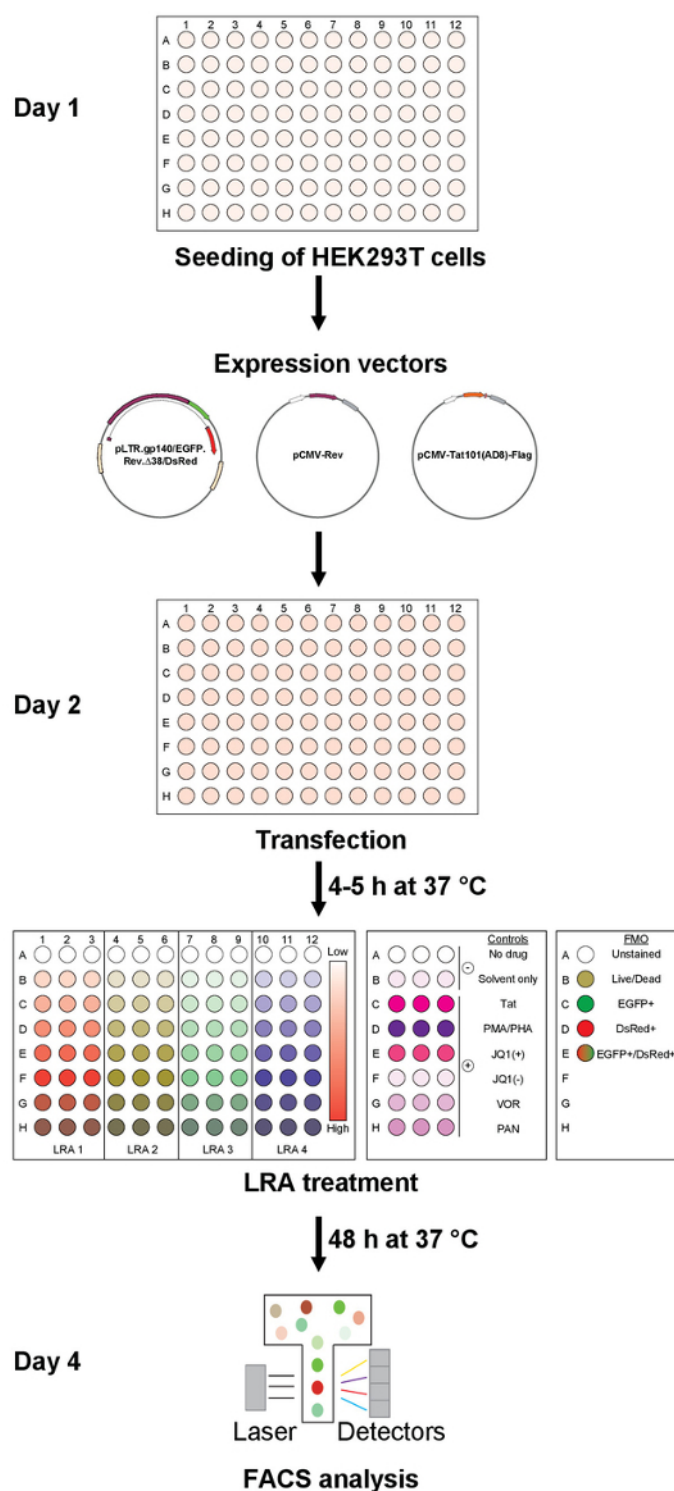 1 2 3 4 5 6 7 8 9 10 11 12
A
B
C
Day 1
D
E
F
G
H
Seeding of HEK293T cells
Expression vectors
pLTR.gp140/EGFP.
Rev.Δ38/DsRed
pCMV-Rev
pCMV-Tat101(AD8)-Flag
1 2 3 4 5 6 7 8 9 10 11 12
A
B
C
D
Day 2
E
F
G
H
Transfection
4-5 h at 37 °C
1 2 3 4 5 6 7 8 9 10 11 12
A
B
C
D
E
F
G
H
Low
High
LRA 1 LRA 2 LRA 3 LRA 4
Controls
A No drug
-
B Solvent only
C Tat
D PMA/PHA
E JQ1(+)
+
F JQ1(-)
G VOR
H PAN
FMO
A Unstained
B Live/Dead
C EGFP+
D DsRed+
E EGFP+/DsRed+
F
G
H
LRA treatment
48 h at 37 °C
Day 4
Laser Detectors
FACS analysis